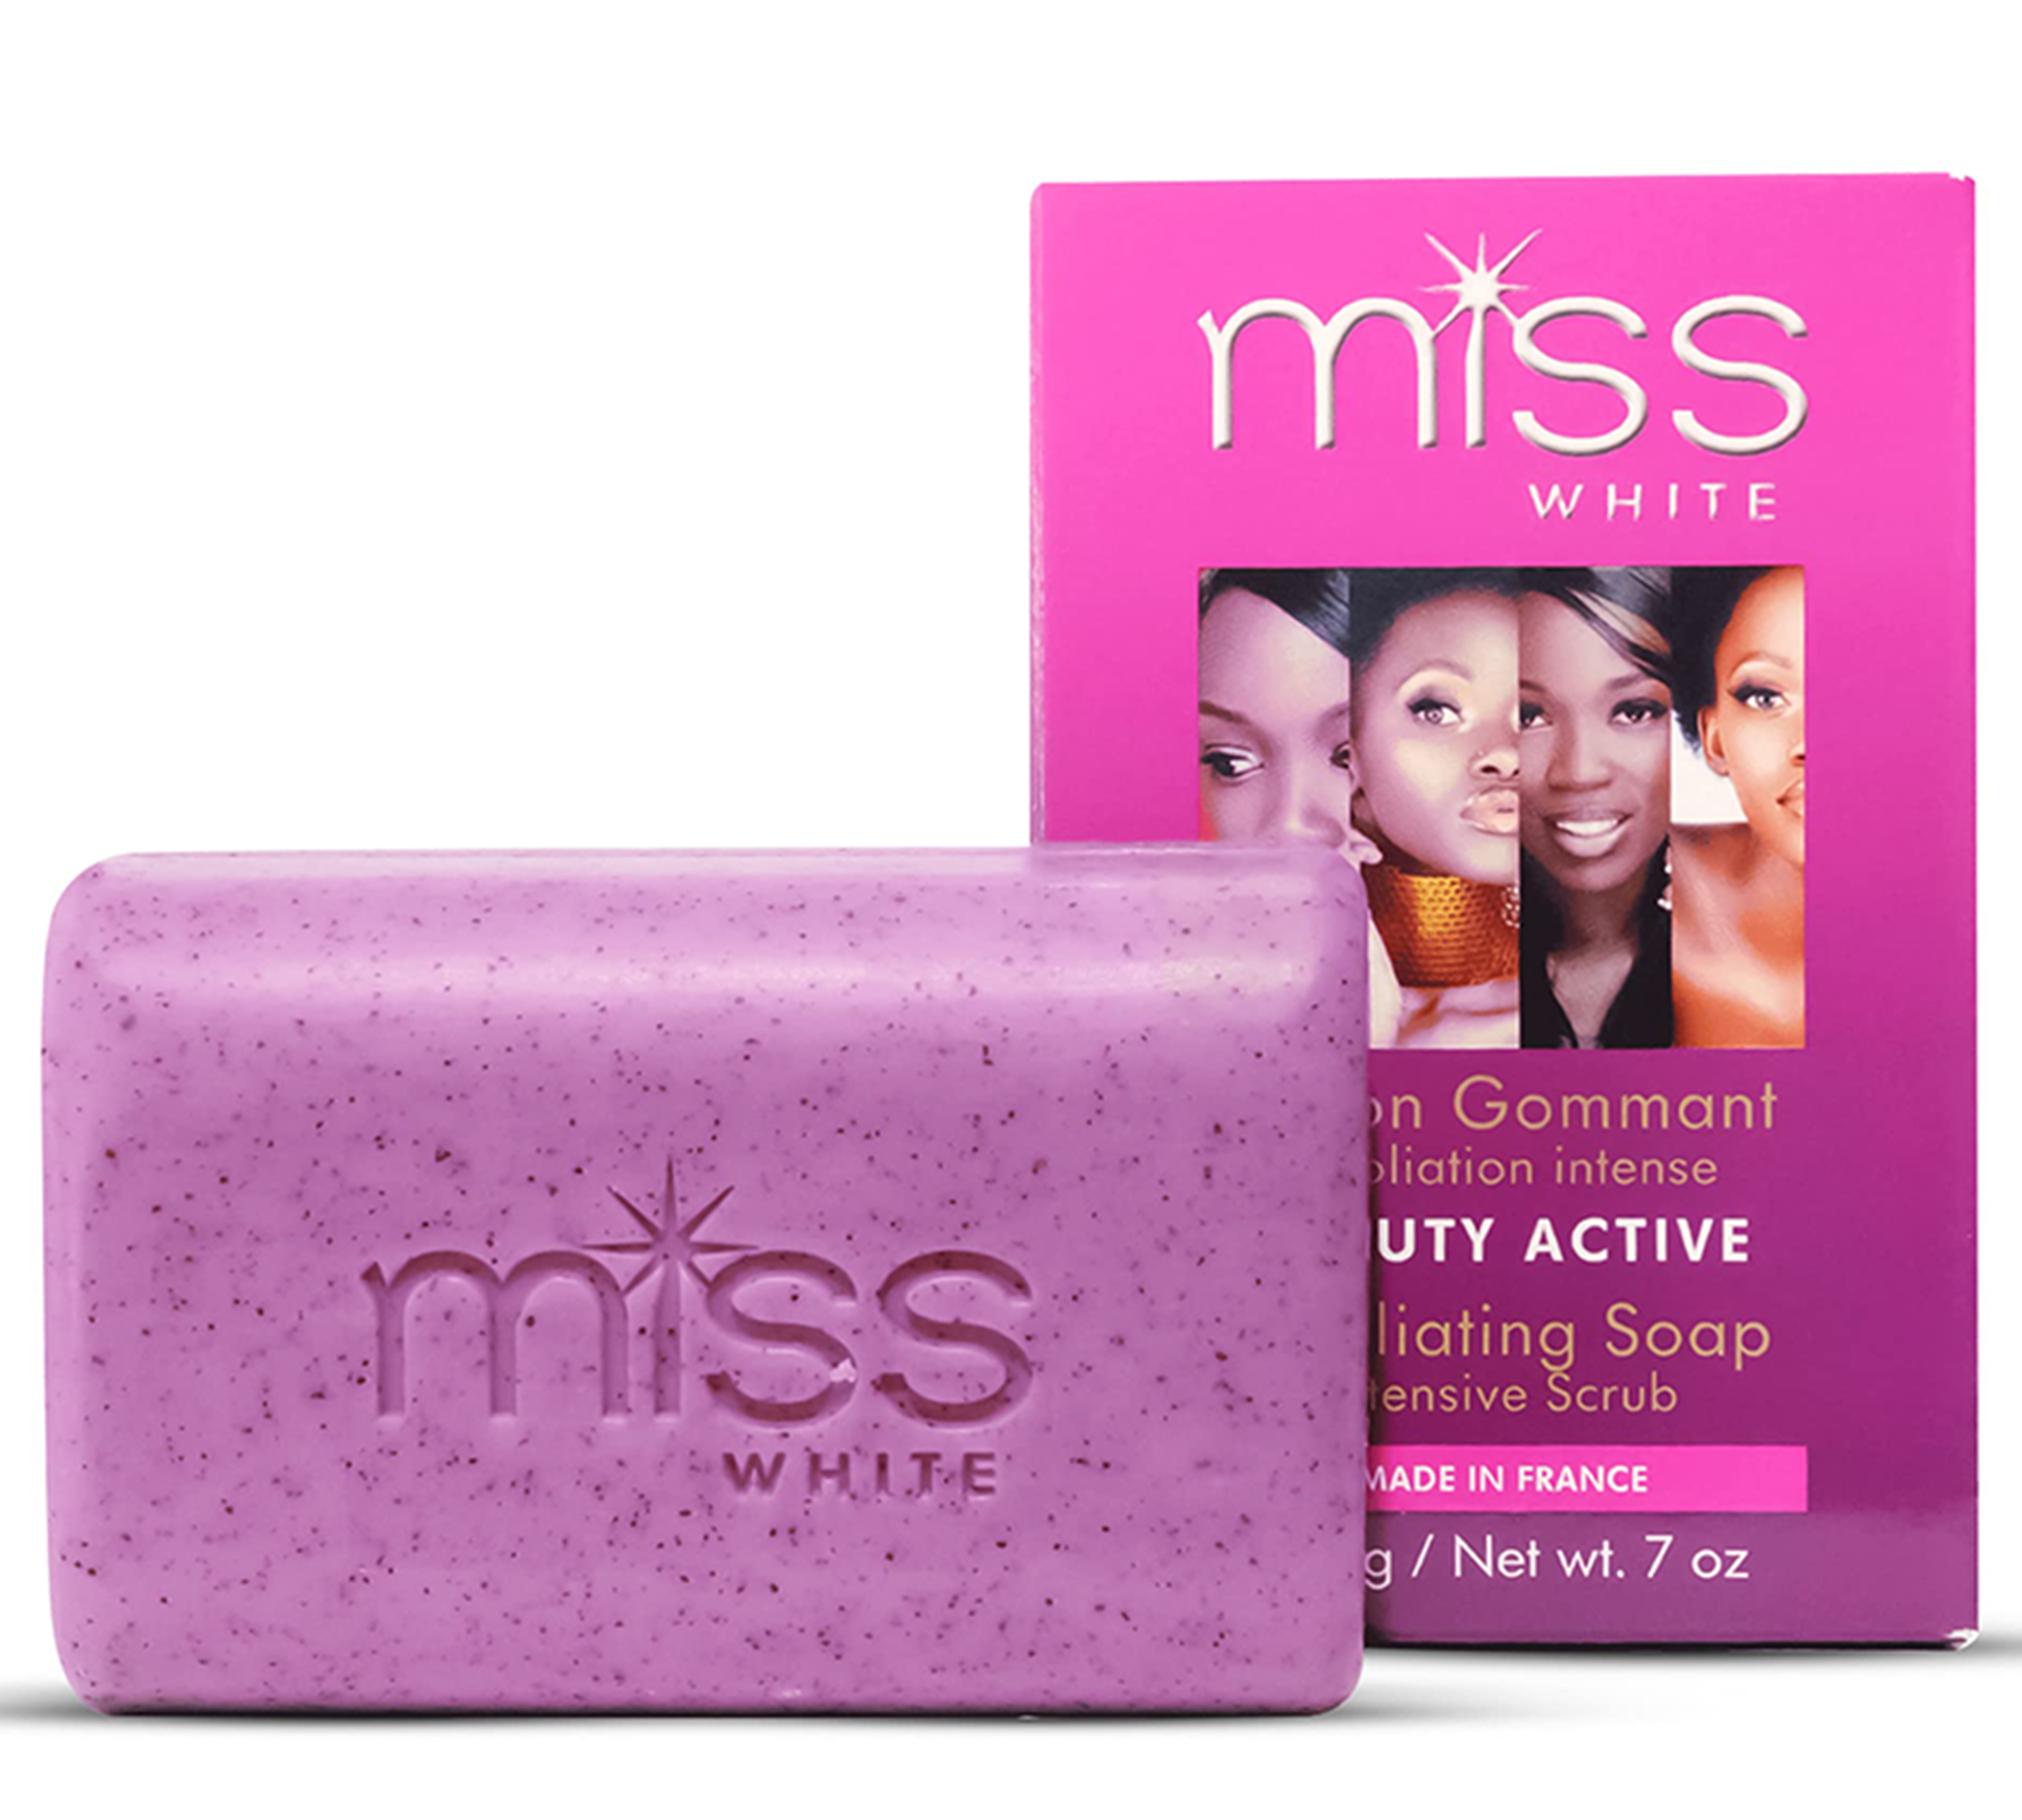 miss
WHITE
on Gommant
oliation intense
UTY ACTIVE
liating Soap
tensive Scrub
MADE IN FRANCE
g / Net wt. 7 oz
miss
WHITE